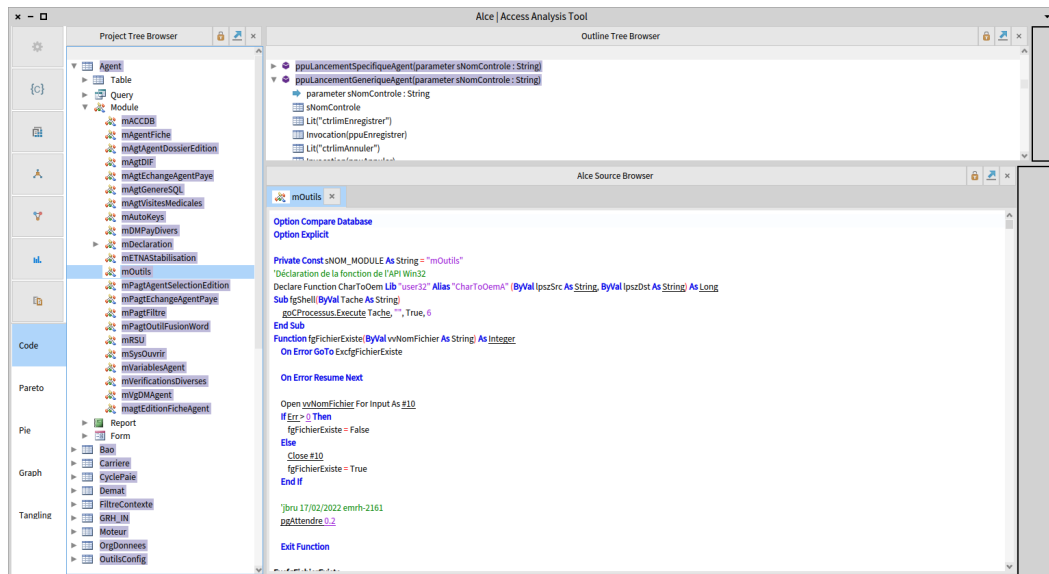 Alce | Access Analysis Tool
Project Tree Browser
Agent
Table
Query
Module
mACCDB
mAgentFiche
mAgtAgentDossierEdition
mAgtDIF
mAgtEchangeAgentPaye
mAgtGenereSQL
mAgtVisitesMedicales
mAutoKeys
mDMPayDivers
mDeclaration
mETNAStabilisation
mOutils
mPagtAgentSelectionEdition
mPagtEchangeAgentPaye
mPagtFiltre
mPagtOutilFusionWord
mRSU
mSysOuvrir
mVariablesAgent
mVerificationsDiverses
mVgDMAgent
magtEditionFicheAgent
Report
Form
Bao
Carriere
CyclePaie
Demat
FiltreContexte
GRH_IN
Moteur
OrgDonnees
OutilsConfig
{C}
Code
Pareto
Pie
Graph
Tangling
Outline Tree Browser
ppuLancementSpecifiqueAgent(parameter sNomControle : String)
ppuLancementGeneriqueAgent(parameter sNomControle : String)
parameter sNomControle : String
sNomControle
Lit("ctrlimEnregistrer")
Invocation(ppuEnregistrer)
Lit("ctrlimAnnuler")
Invocation(ppuAnnuler)
Alce Source Browser
mOutils
Option Compare Database
Option Explicit
Private Const sNOM_MODULE As String = "mOutils"
'Déclaration de la fonction de l'API Win32
Declare Function CharToOem Lib "user32" Alias "CharToOemA" (ByVal lpszSrc As String, ByVal lpszDst As String) As Long
Sub fgShell(ByVal Tache As String)
goCProcessus.Execute Tache, "", True, 6
End Sub
Function fgFichierExiste(ByVal vvNomFichier As String) As Integer
On Error GoTo ExcfgFichierExiste
On Error Resume Next
Open vvNomFichier For Input As #10
If Err > 0 Then
fgFichierExiste = False
Else
Close #10
fgFichierExiste = True
End If
'jbru 17/02/2022 emrh-2161
pgAttendre 0.2
Exit Function
ExcfgFichierExiste